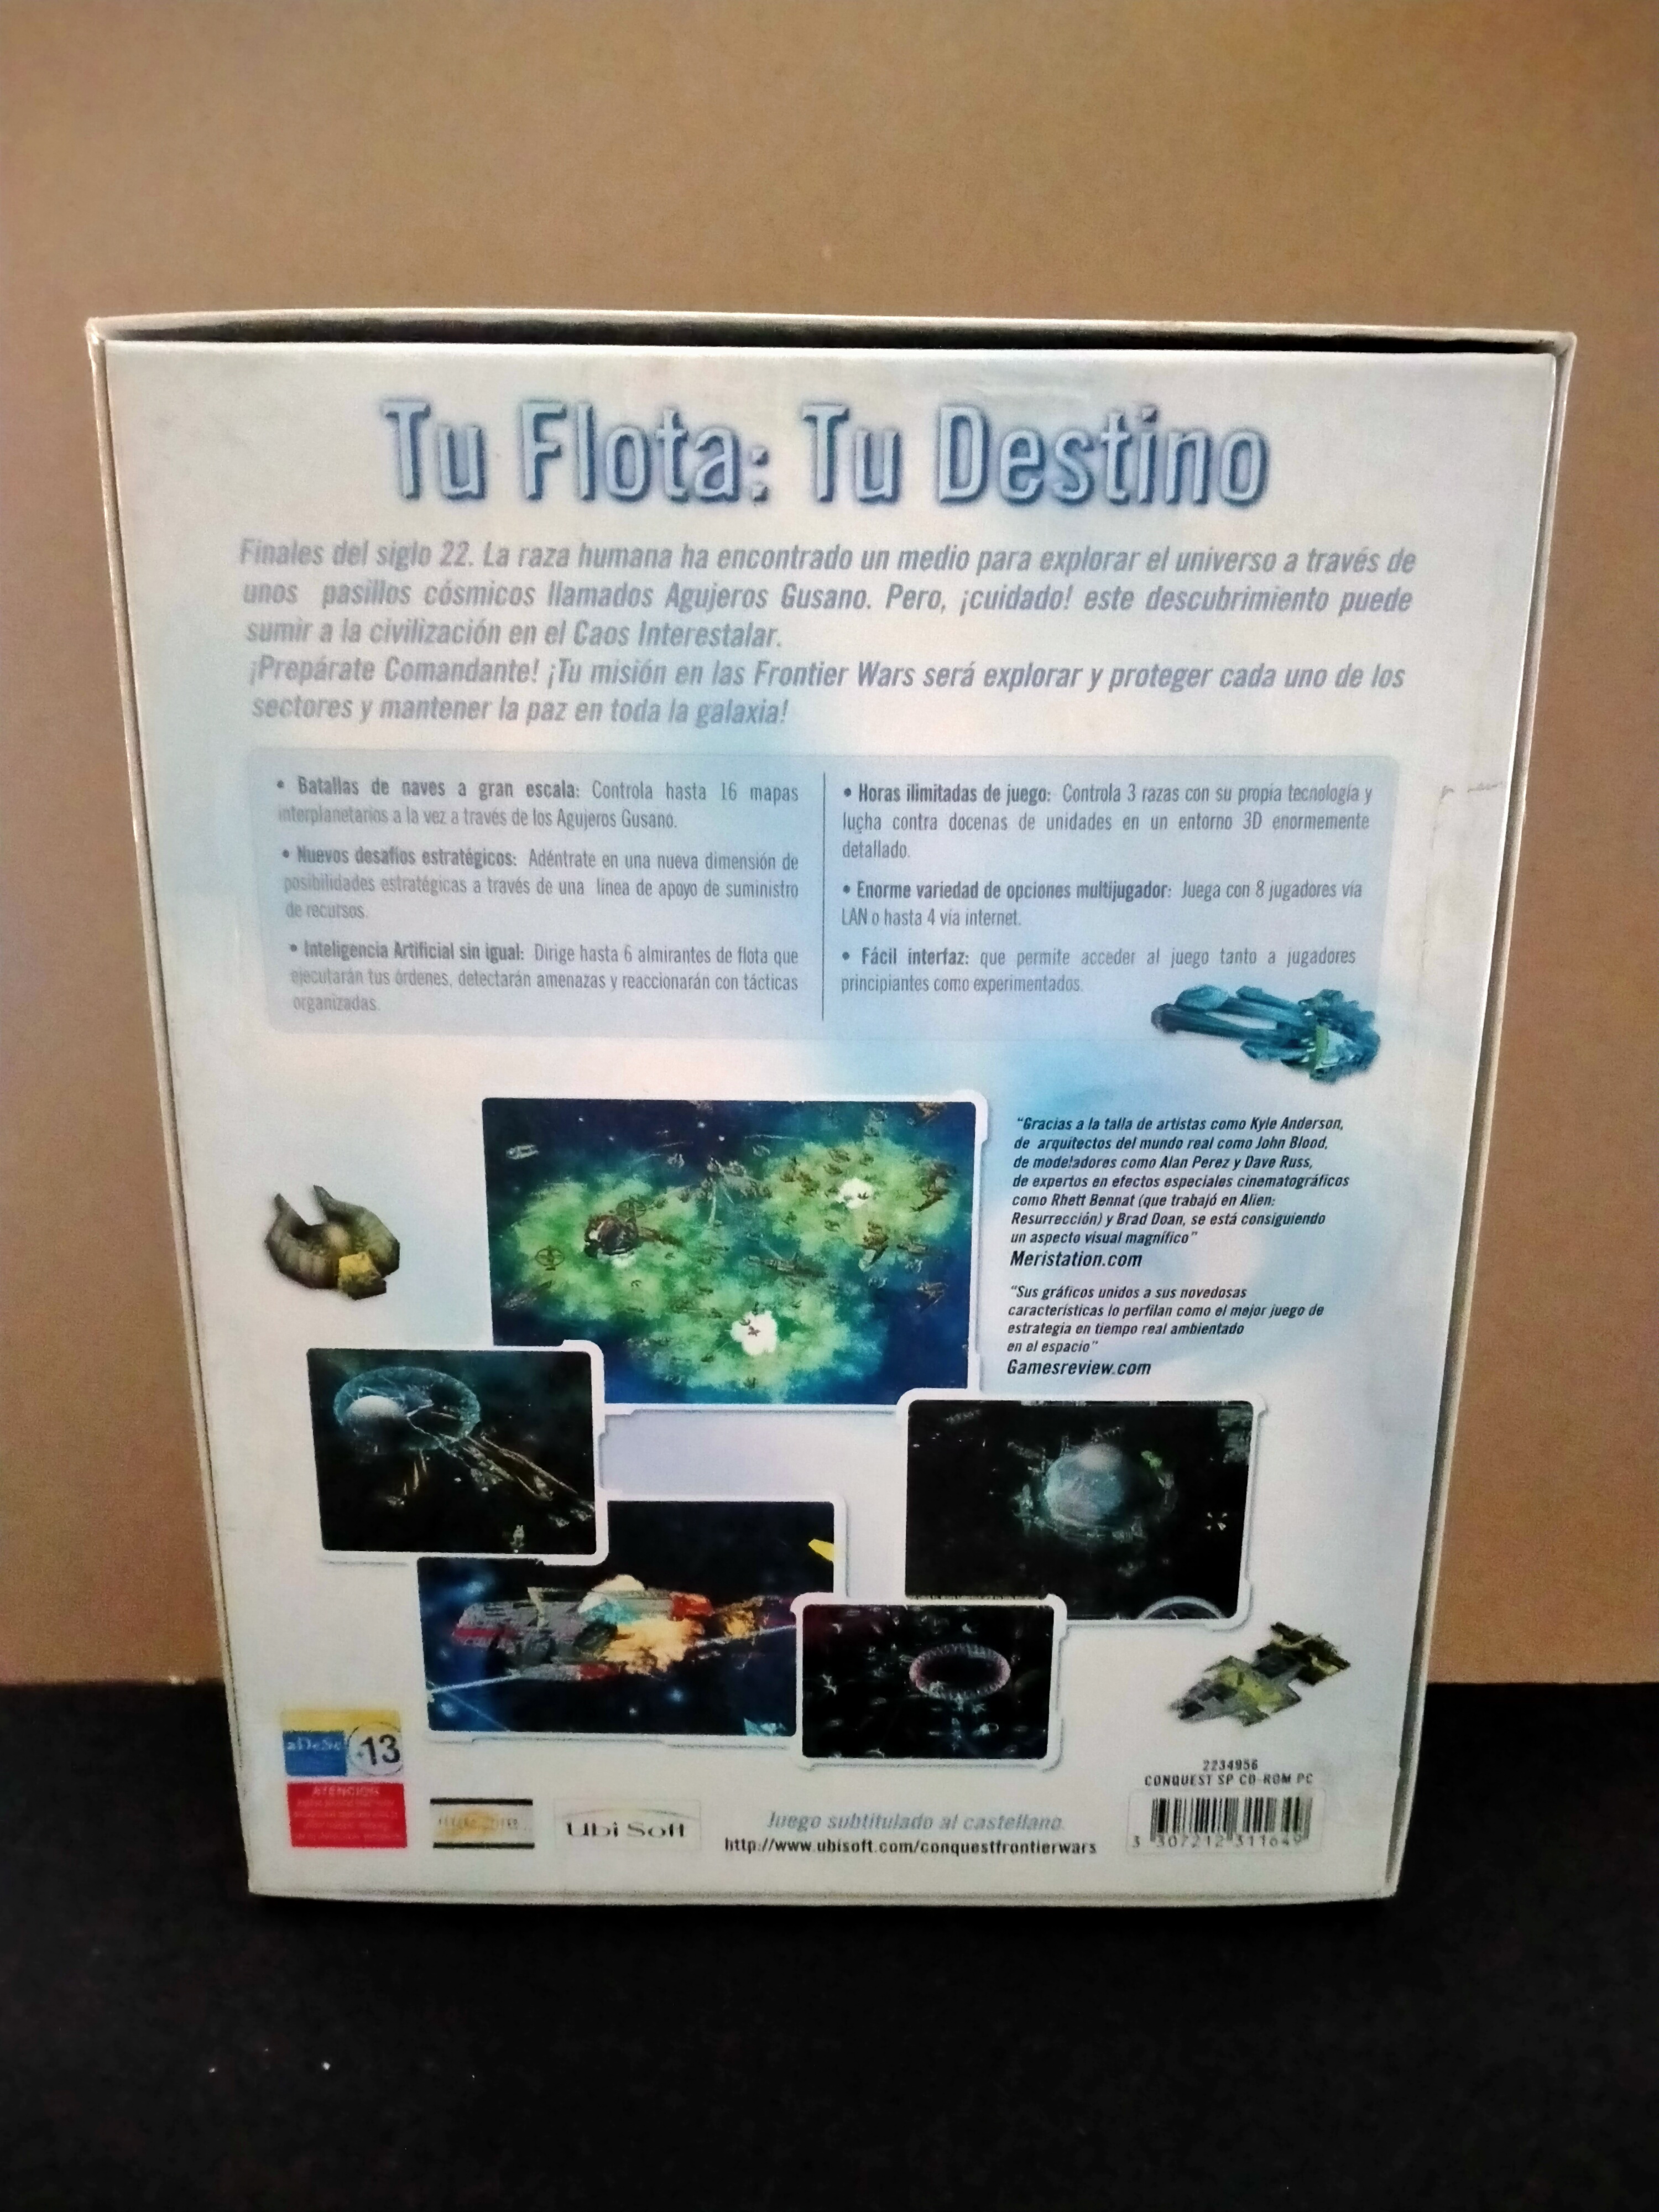 Tu Flota: Tu Destino
Finales del siglo 22. La raza humana ha encontrado un medio para explorar el universo a través de
unos pasillos cósmicos llamados Agujeros Gusano. Pero, ¡cuidado! este descubrimiento puede
sumir a la civilización en el Caos Interestalar.
¡Prepárate Comandante! ¡Tu misión en las Frontier Wars será explorar y proteger cada uno de los
sectores y mantener la paz en toda la galaxia!
• Batallas de naves a gran escala: Controla hasta 16 mapas
interplanetarios a la vez a través de los Agujeros Gusano.
• Nuevos desafíos estratégicos: Adéntrate en una nueva dimensión de
posibilidades estratégicas a través de una línea de apoyo de suministro
de recursos.
• Inteligencia Artificial sin igual: Dirige hasta 6 almirantes de flota que
ejecutarán tus órdenes, detectarán amenazas y reaccionarán con tácticas
organizadas.
• Horas ilimitadas de juego: Controla 3 razas con su propia tecnología y
lucha contra docenas de unidades en un entorno 3D enormemente
detallado.
• Enorme variedad de opciones multijugador: Juega con 8 jugadores vía
LAN o hasta 4 vía internet.
• Fácil interfaz: que permite acceder al juego tanto a jugadores
principiantes como experimentados.
"Gracias a la talla de artistas como Kyle Anderson,
de arquitectos del mundo real como John Blood,
de modeladores como Alan Perez y Dave Russ,
de expertos en efectos especiales cinematográficos
como Rhett Bennat (que trabajó en Alien:
Resurrección) y Brad Doan, se está consiguiendo
un aspecto visual magnífico"
Meristation.com
"Sus gráficos unidos a sus novedosas
características lo perfilan como el mejor juego de
estrategia en tiempo real ambientado
en el espacio"
Gamesreview.com
aDeSe +13
ATENCION
Ubi Soft
Juego subtitulado al castellano.
http://www.ubisoft.com/conquestfrontierwars
2234956
CONQUEST SP CD-ROM PC
3 307212 311649